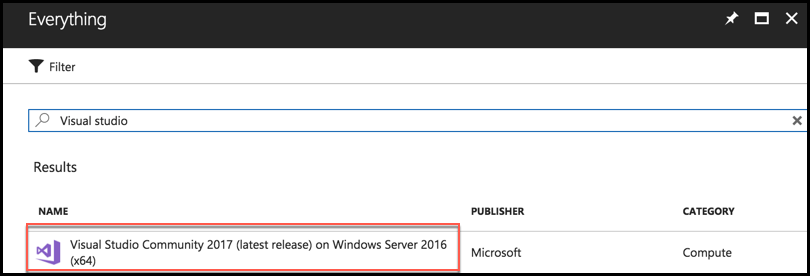 Everything
Filter
Visual studio
Results
NAME PUBLISHER CATEGORY
Visual Studio Community 2017 (latest release) on Windows Server 2016
(x64)
Microsoft Compute